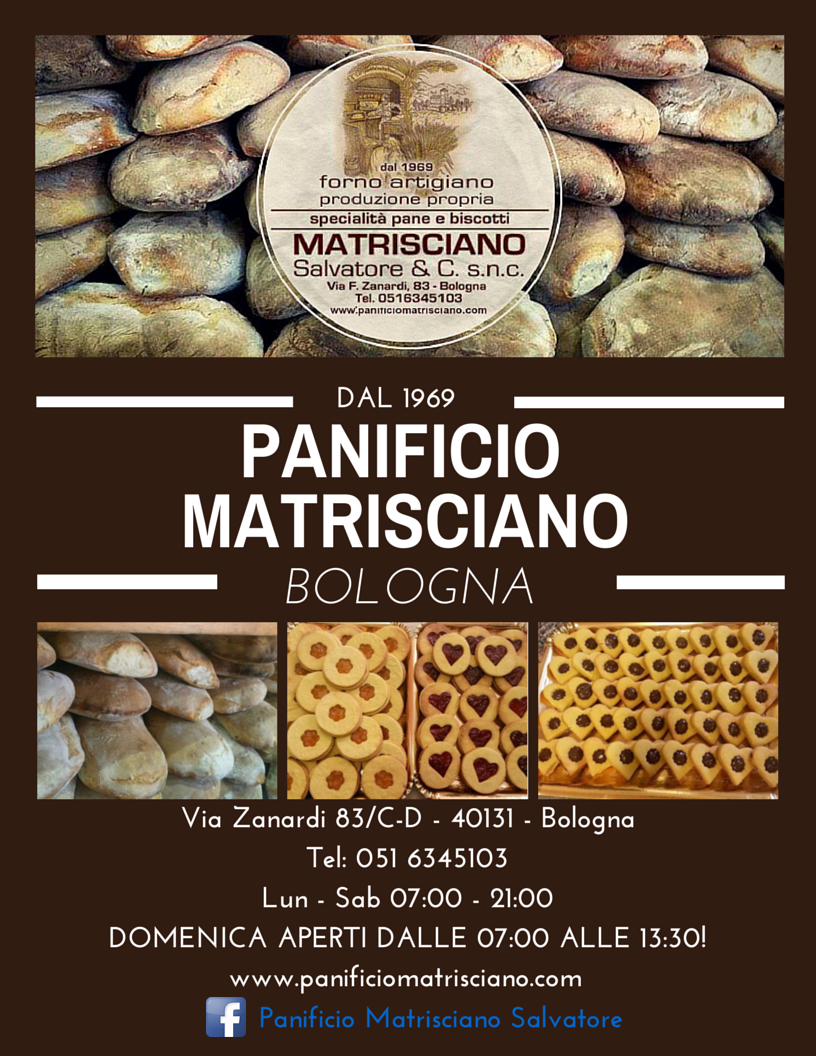 dal 1969
forno artigiano
produzione propria
specialità pane e biscotti
MATRISCIANO
Salvatore & C. s.n.c.
Via F. Zanardi, 83 - Bologna
Tel. 0516345103
www.panificiomatrisciano.com
DAL 1969
PANIFICIO
MATRISCIANO
BOLOGNA
Via Zanardi 83/C-D - 40131 - Bologna
Tel: 051 6345103
Lun - Sab 07:00 - 21:00
DOMENICA APERTI DALLE 07:00 ALLE 13:30!
www.panificiomatrisciano.com
f Panificio Matrisciano Salvatore